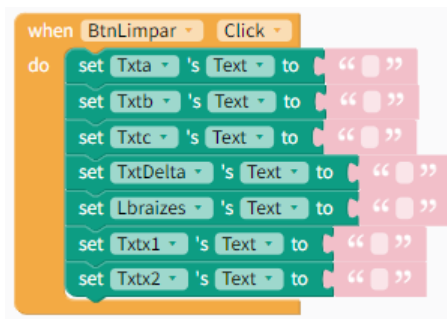 when BtnLimpar Click
do set Txta 's Text to “ ”
set Txtb 's Text to “ ”
set Txtc 's Text to “ ”
set TxtDelta 's Text to “ ”
set Lbraizes 's Text to “ ”
set Txtx1 's Text to “ ”
set Txtx2 's Text to “ ”